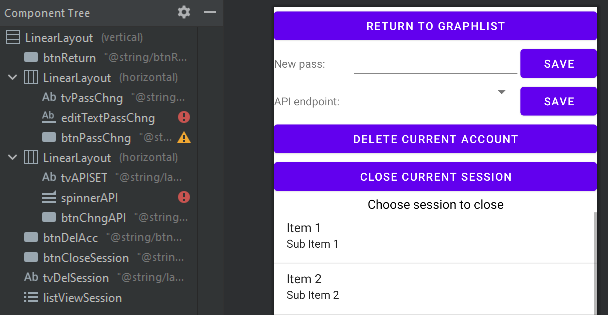 Component Tree
LinearLayout (vertical)
btnReturn "@string/btnR...
LinearLayout (horizontal)
Ab tvPassChng "@string...
Ab editTextPassChng
btnPassChng "@st...
LinearLayout (horizontal)
Ab tvAPISET "@string/la...
spinnerAPI
btnChngAPI "@string...
btnDelAcc "@string/btn...
btnCloseSession "@stri...
Ab tvDelSession "@string/la...
listViewSession
RETURN TO GRAPHLIST
New pass:
SAVE
API endpoint:
SAVE
DELETE CURRENT ACCOUNT
CLOSE CURRENT SESSION
Choose session to close
Item 1
Sub Item 1
Item 2
Sub Item 2